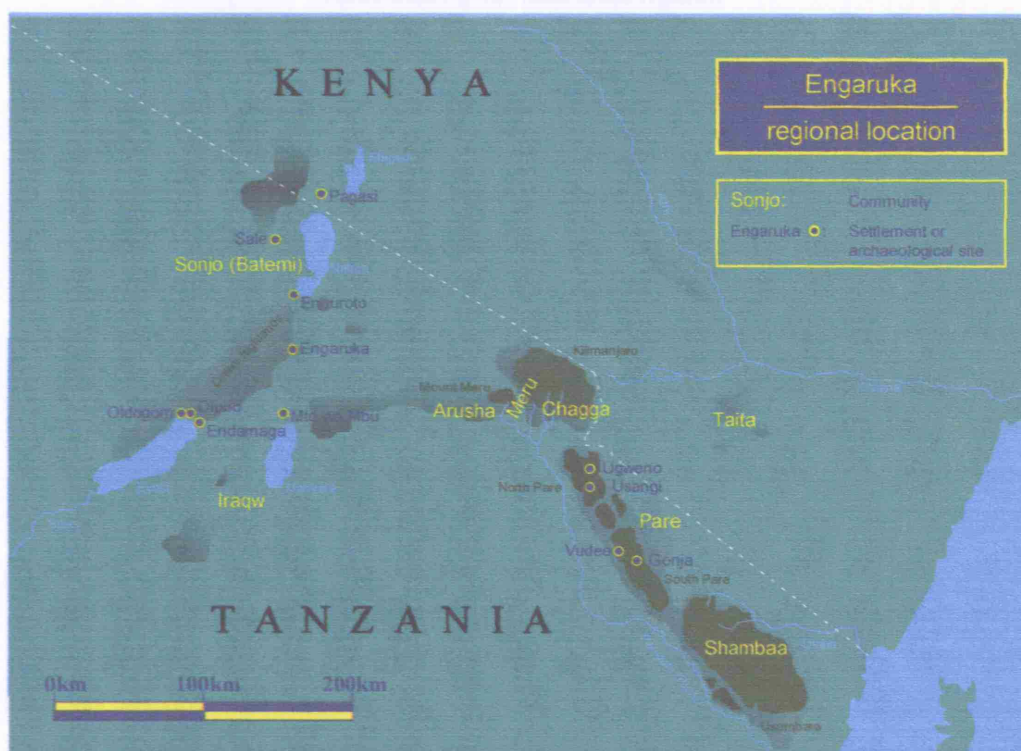 KENYA
Engaruka
regional location
Sonjo:
Community
Engaruka
Settlement or
archaeological site
Papasi
Sale
Sonjo (Batemi)
Engaruka
Kilimanjaro
Mount Meru
Meru
Arusha
Chagga
Taita
Mto wa Mbu
Endamaga
Iraqw
Ugweno
North Pare
Usangi
Pare
Vudee
Gonja
South Pare
TANZANIA
Shambaa
Usambara
0km
100km
200km